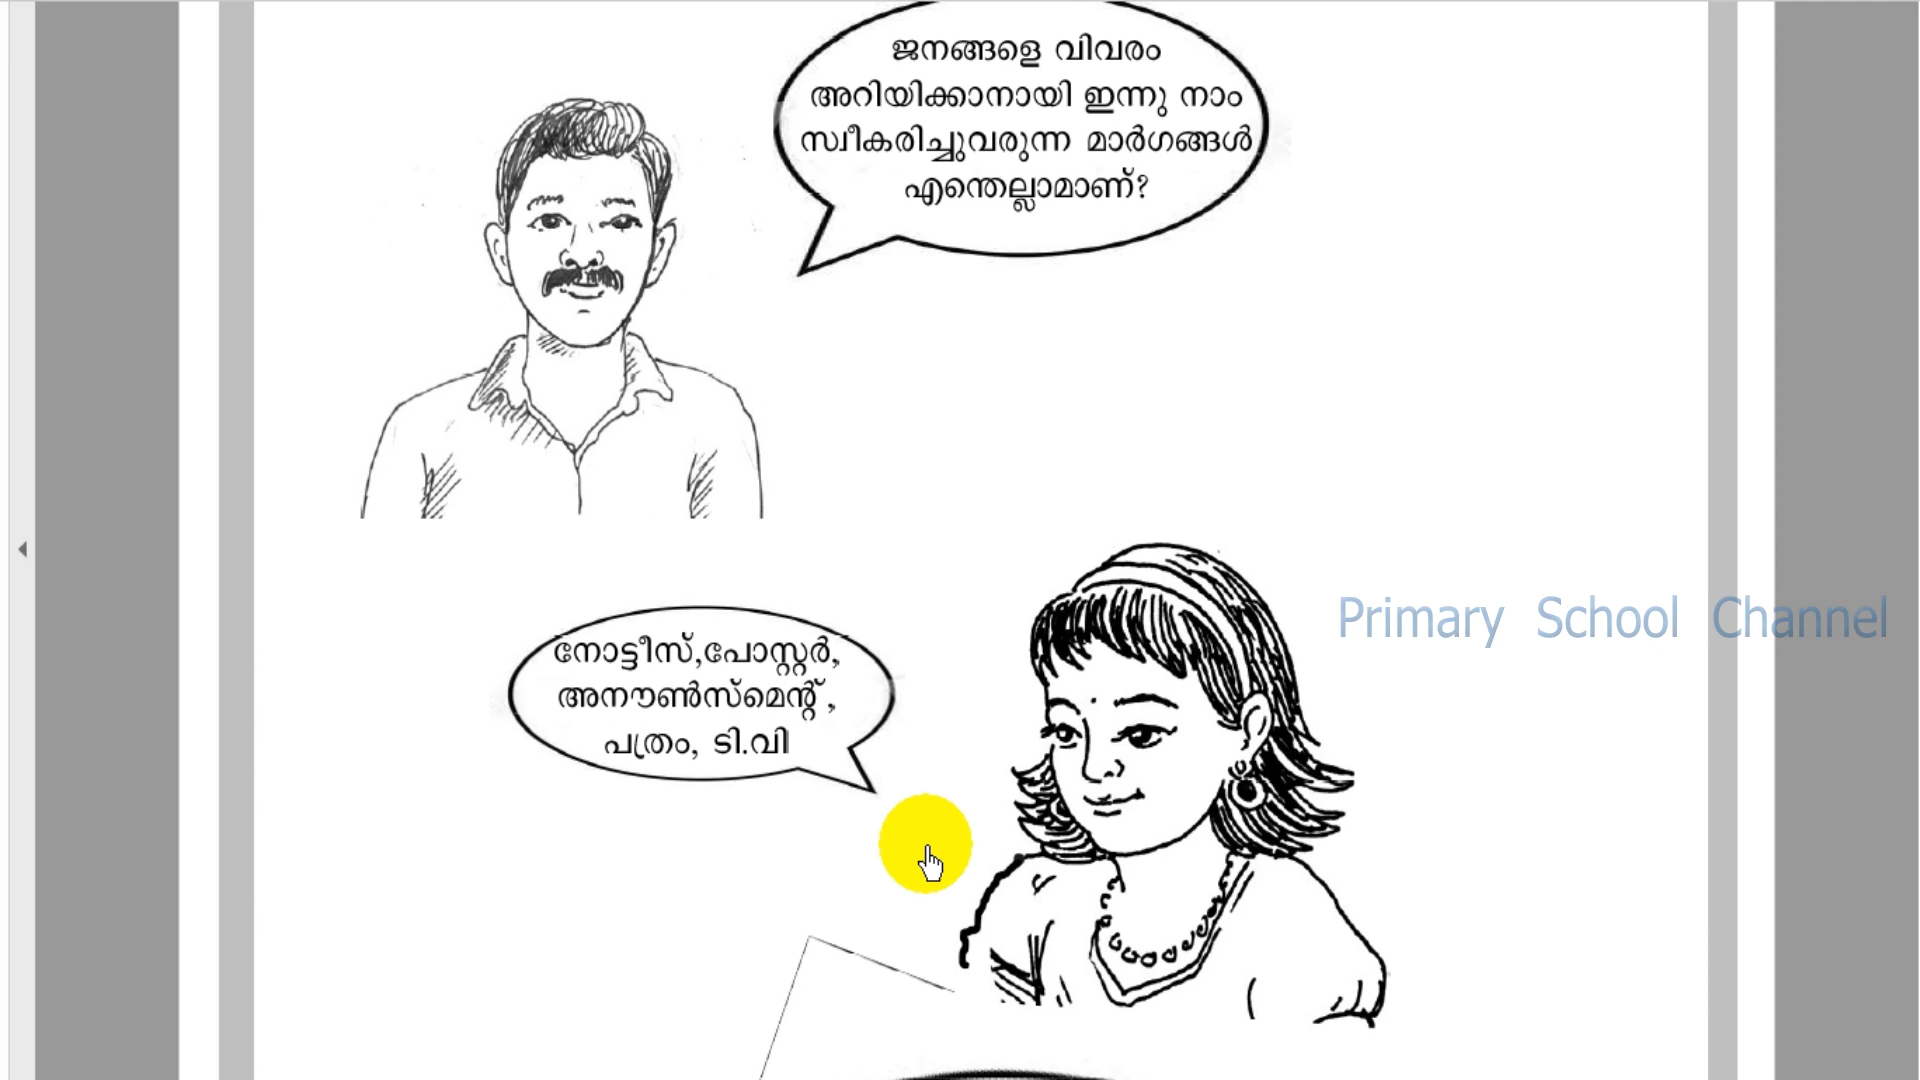 ജനങ്ങളെ വിവരം
അറിയിക്കാനായി ഇന്നു നാം
സ്വീകരിച്ചുവരുന്ന മാർഗങ്ങൾ
എന്തെല്ലാമാണ്?
Primary School Channel
നോട്ടീസ്,പോസ്റ്റർ,
അനൗൺസ്മെന്റ് ,
പത്രം, ടി.വി